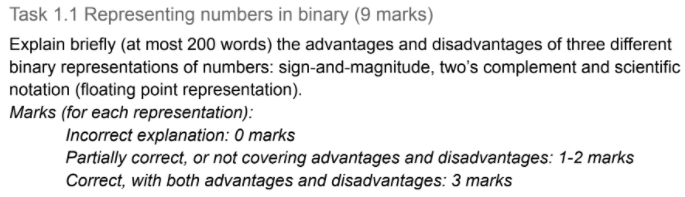 Task 1.1 Representing numbers in binary (9 marks)
Explain briefly (at most 200 words) the advantages and disadvantages of three different
binary representations of numbers: sign-and-magnitude, two's complement and scientific
notation (floating point representation).
Marks (for each representation):
Incorrect explanation: 0 marks
Partially correct, or not covering advantages and disadvantages: 1-2 marks
Correct, with both advantages and disadvantages: 3 marks